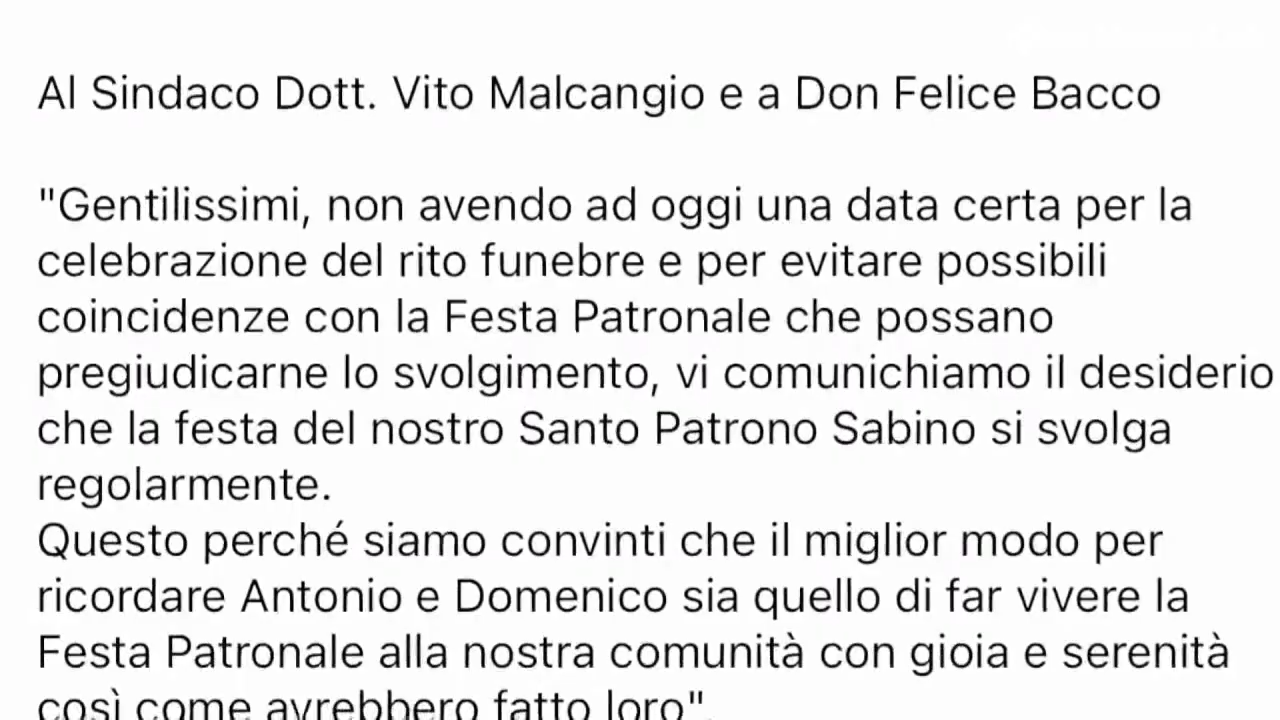 Al Sindaco Dott. Vito Malcangio e a Don Felice Bacco
"Gentilissimi, non avendo ad oggi una data certa per la
celebrazione del rito funebre e per evitare possibili
coincidenze con la Festa Patronale che possano
pregiudicarne lo svolgimento, vi comunichiamo il desiderio
che la festa del nostro Santo Patrono Sabino si svolga
regolarmente.
Questo perché siamo convinti che il miglior modo per
ricordare Antonio e Domenico sia quello di far vivere la
Festa Patronale alla nostra comunità con gioia e serenità
così come avrebbero fatto loro".